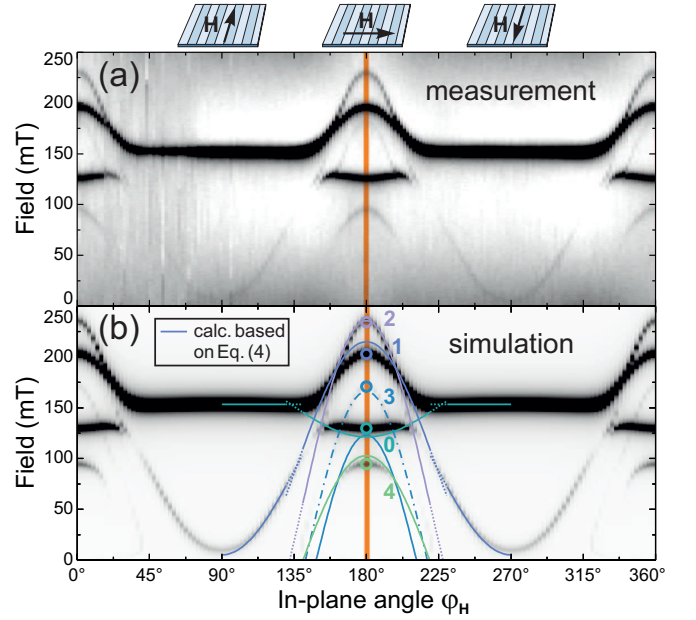 H H H
(a) measurement
250
200
150
100
50
0
Field (mT)
(b) calc. based
on Eq. (4)
simulation
2
1
3
0
4
250
200
150
100
50
0
Field (mT)
0° 45° 90° 135° 180° 225° 270° 315° 360°
In-plane angle φH